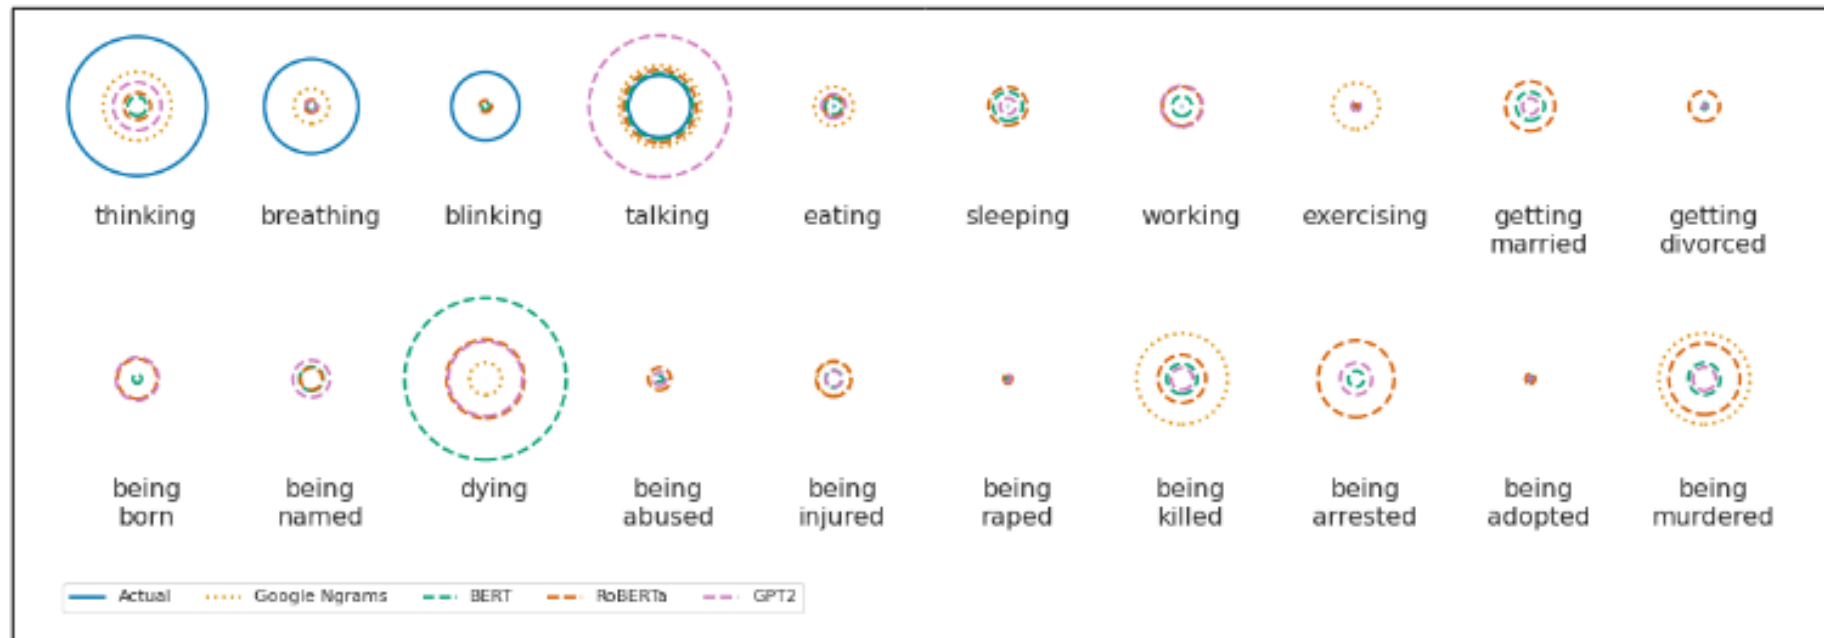 thinking breathing blinking talking eating sleeping working exercising getting married getting divorced
being born being named dying being abused being injured being raped being killed being arrested being adopted being murdered
Actual Google Ngrams BERT RoBERTa GPT2